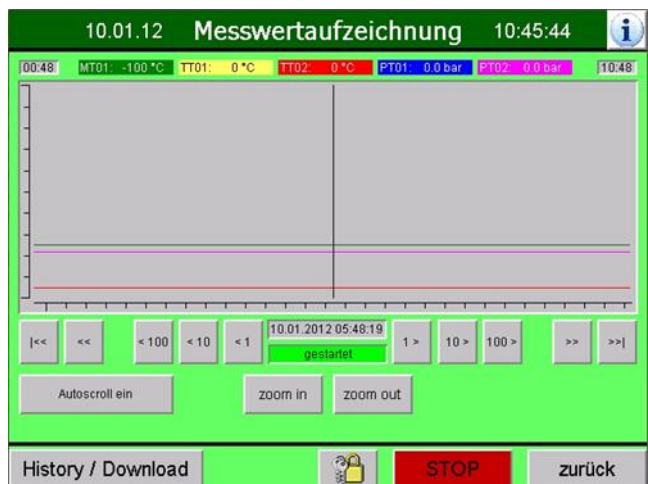 10.01.12 Messwertaufzeichnung 10:45:44 i
00:48 MT01: -100 °C TT01: 0 °C TT02: 0 °C PT01: 0.0 bar PT02: 0.0 bar 10:48
|<< << < 100 < 10 < 1 10.01.2012 05:48:19 1 > 10 > 100 > >> >>|
gestartet
Autoscroll ein zoom in zoom out
History / Download STOP zurück